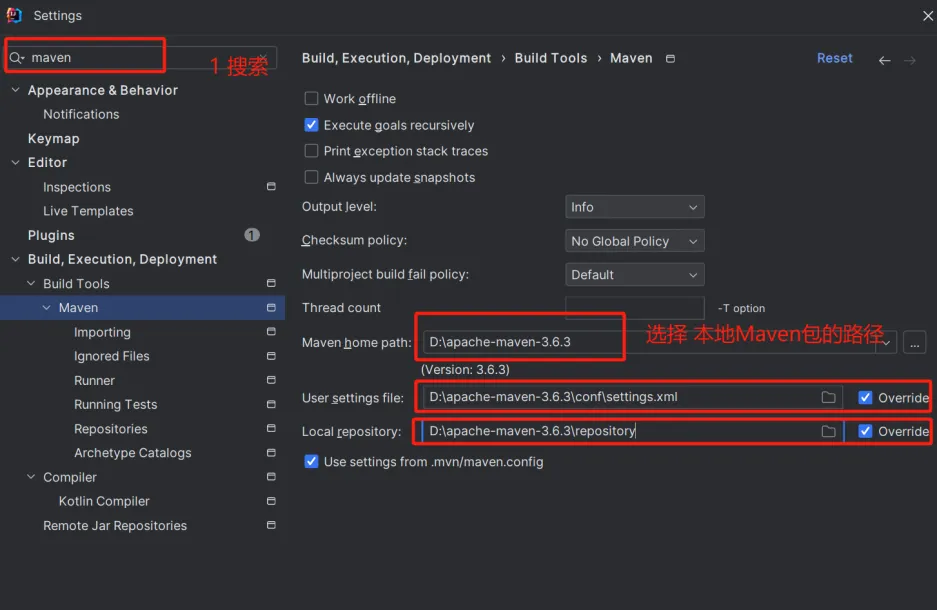 Settings
maven
1 搜索
Appearance & Behavior
Notifications
Keymap
Editor
Inspections
Live Templates
Plugins
1
Build, Execution, Deployment
Build Tools
Maven
Importing
Ignored Files
Runner
Running Tests
Repositories
Archetype Catalogs
Compiler
Kotlin Compiler
Remote Jar Repositories
Build, Execution, Deployment › Build Tools › Maven
Reset
Work offline
Execute goals recursively
Print exception stack traces
Always update snapshots
Output level: Info
Checksum policy: No Global Policy
Multiproject build fail policy: Default
Thread count -T option
Maven home path: D:\apache-maven-3.6.3 选择 本地Maven包的路径 ...
(Version: 3.6.3)
User settings file: D:\apache-maven-3.6.3\conf\settings.xml Override
Local repository: D:\apache-maven-3.6.3\repository Override
Use settings from .mvn/maven.config